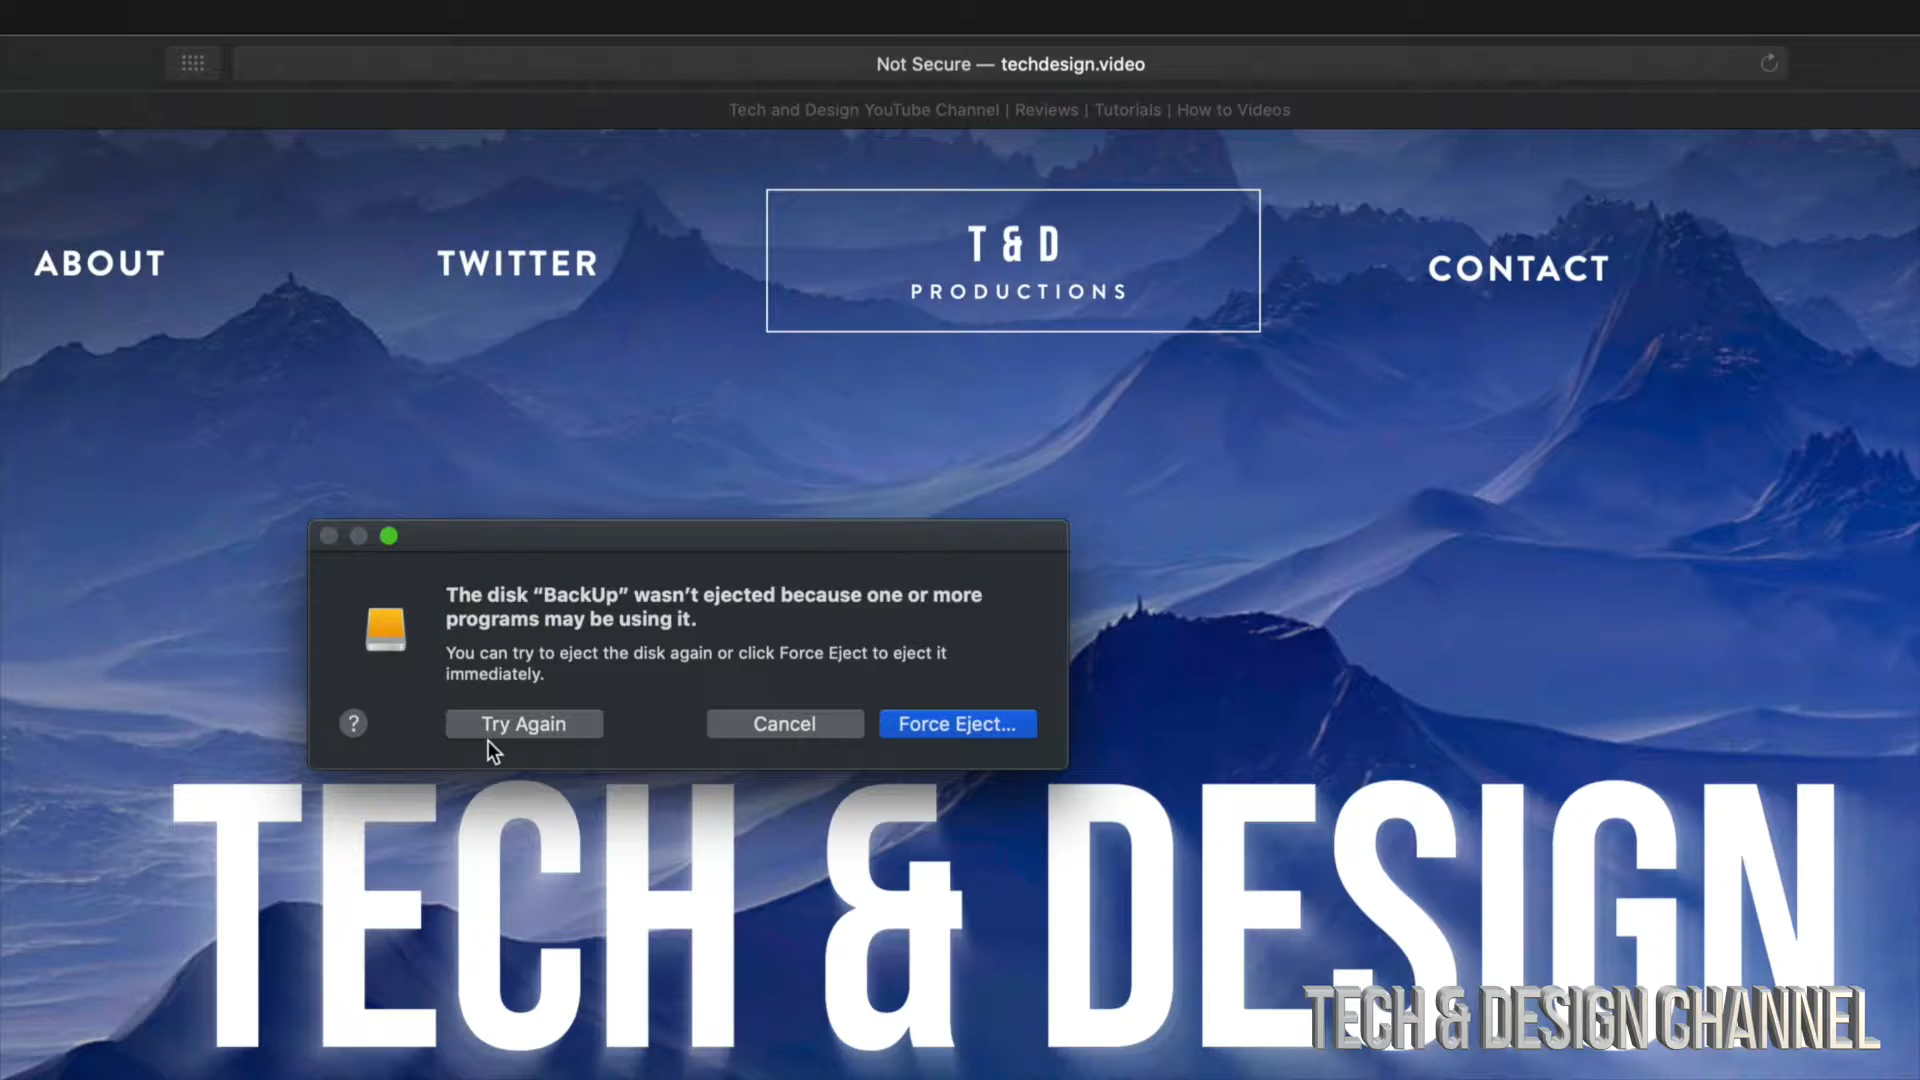 Not Secure — techdesign.video
Tech and Design YouTube Channel | Reviews | Tutorials | How to Videos
ABOUT
TWITTER
T & D
PRODUCTIONS
CONTACT
The disk “BackUp” wasn’t ejected because one or more
programs may be using it.
You can try to eject the disk again or click Force Eject to eject it
immediately.
?
Try Again
Cancel
Force Eject...
TECH & DESIGN
TECH & DESIGN CHANNEL